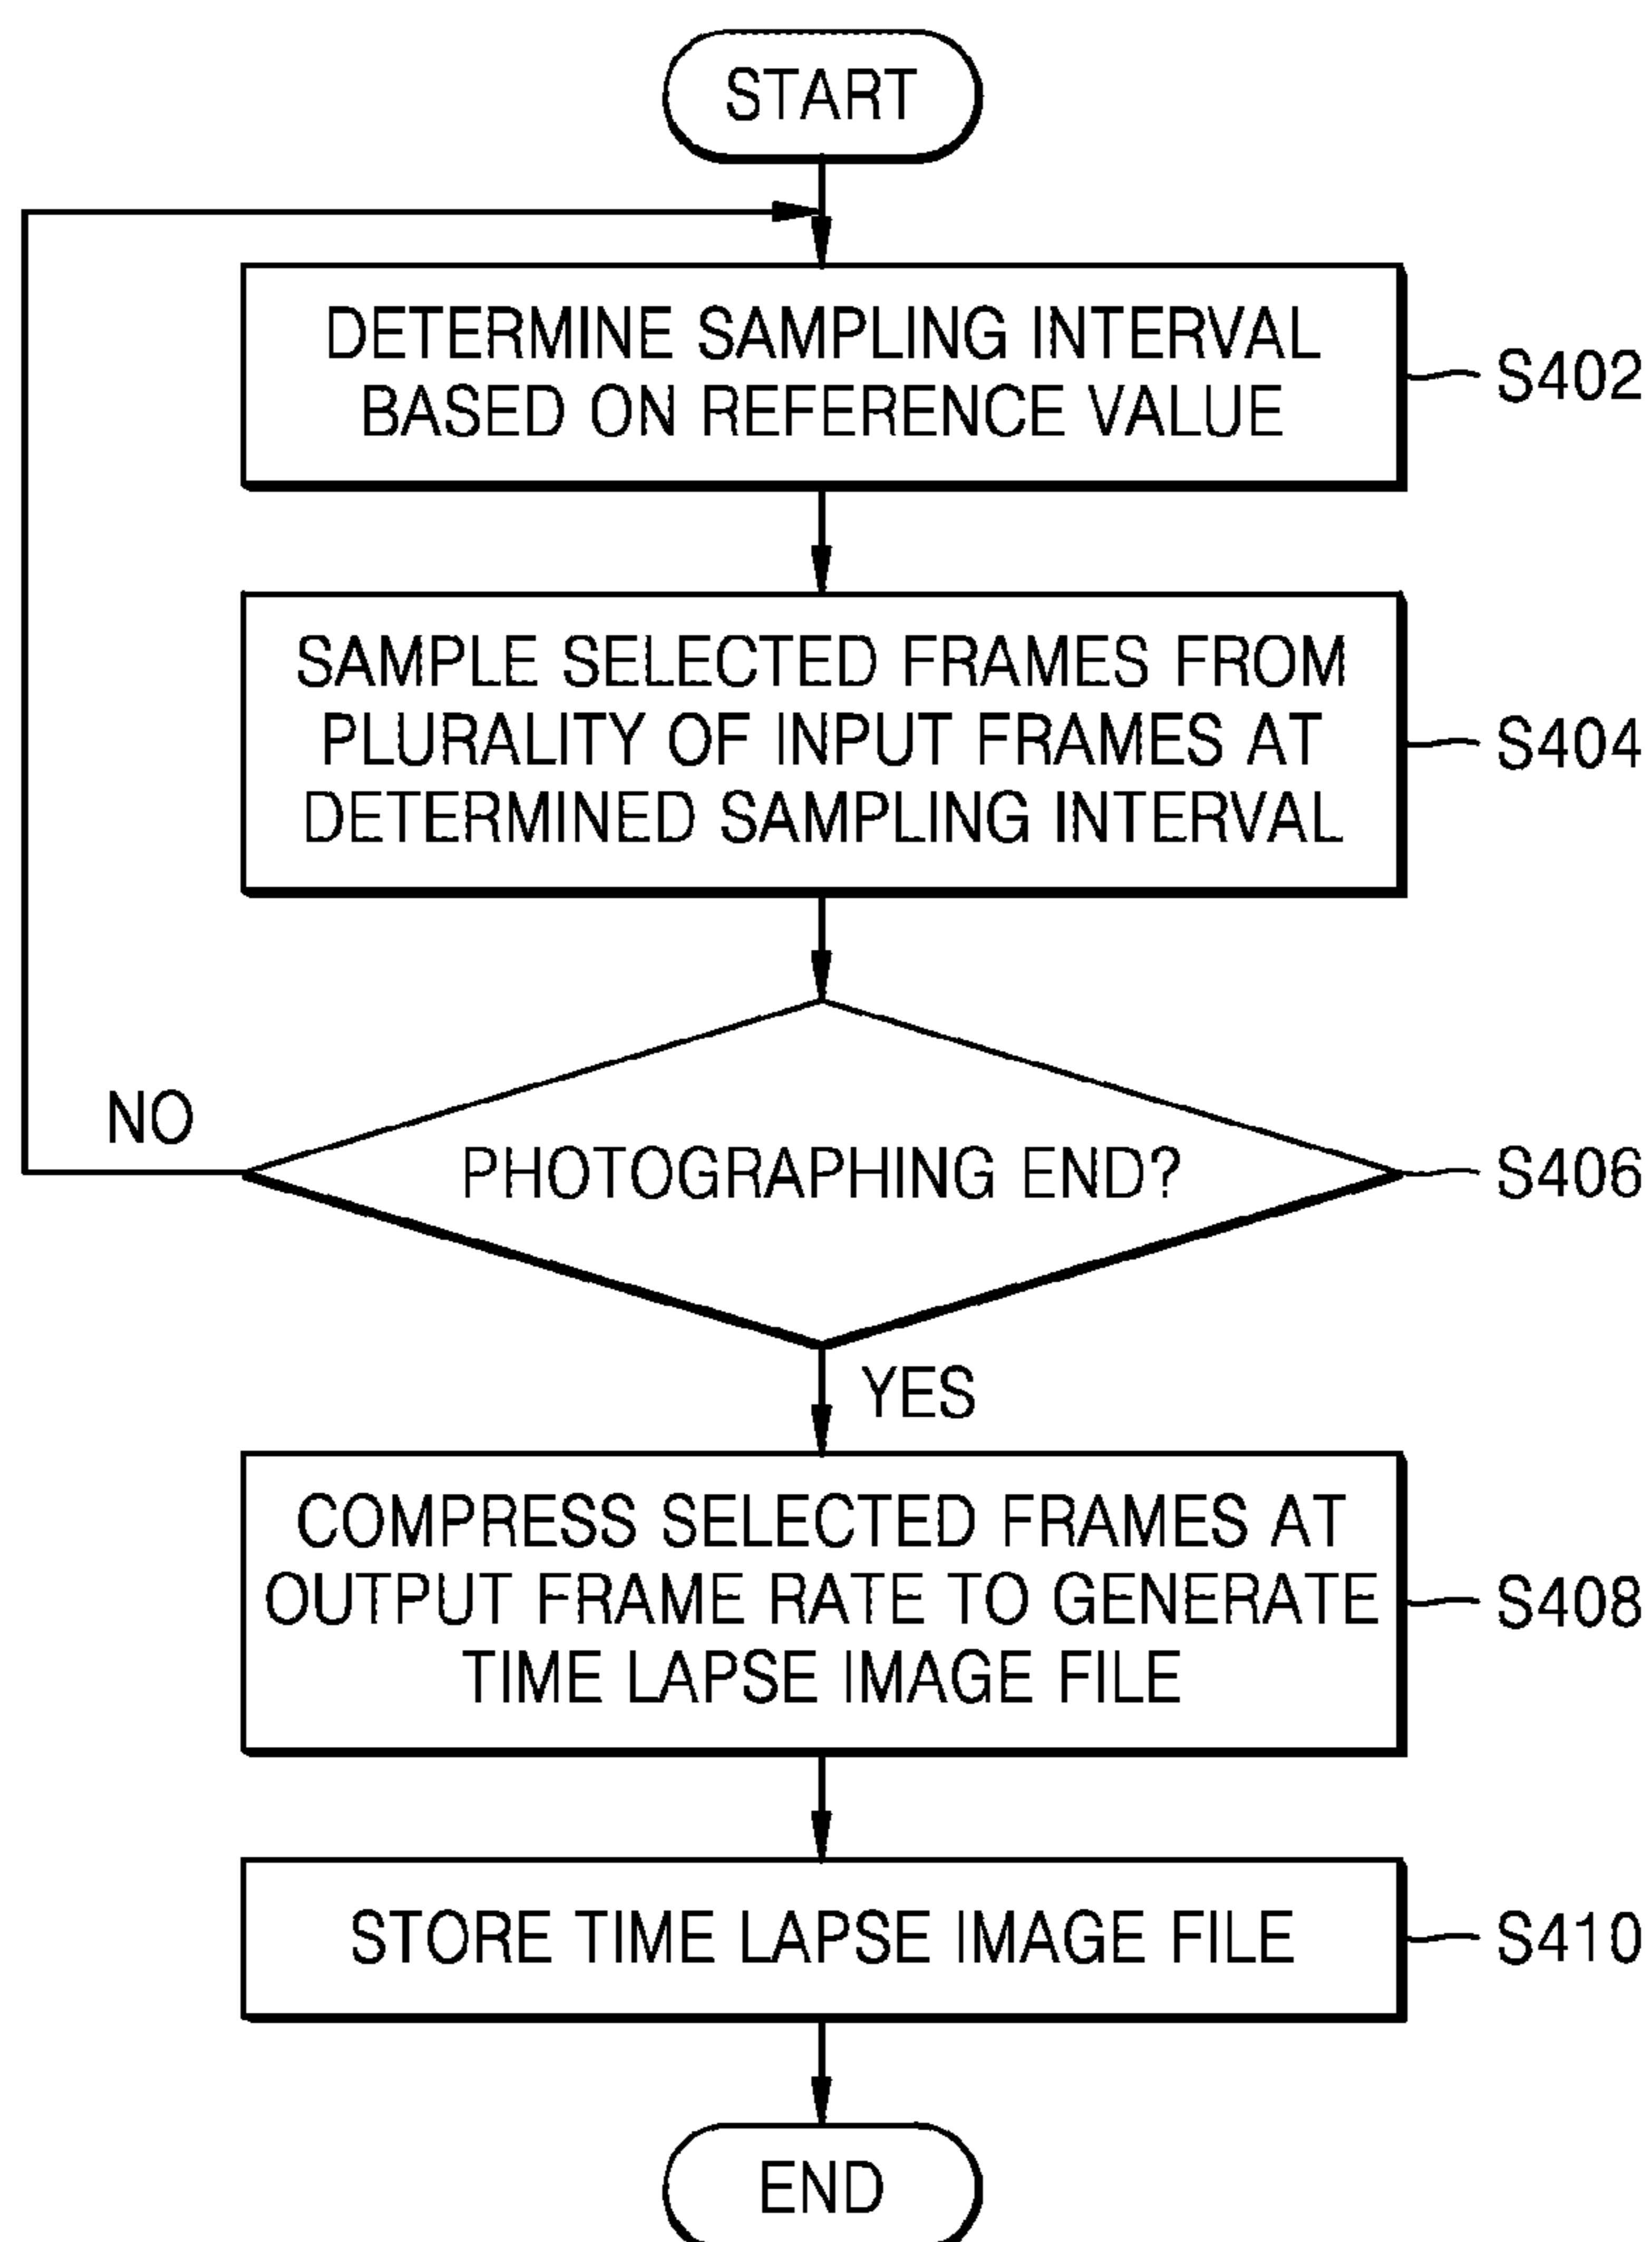 START
DETERMINE SAMPLING INTERVAL
BASED ON REFERENCE VALUE
S402
SAMPLE SELECTED FRAMES FROM
PLURALITY OF INPUT FRAMES AT
DETERMINED SAMPLING INTERVAL
S404
NO
PHOTOGRAPHING END?
S406
YES
COMPRESS SELECTED FRAMES AT
OUTPUT FRAME RATE TO GENERATE
TIME LAPSE IMAGE FILE
S408
STORE TIME LAPSE IMAGE FILE
S410
END